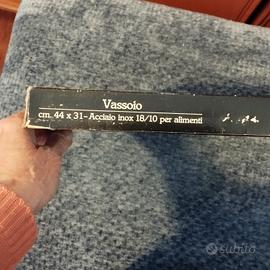 Vassoio
cm. 44 x 31-Acciaio inox 18/10 per alimenti
subito